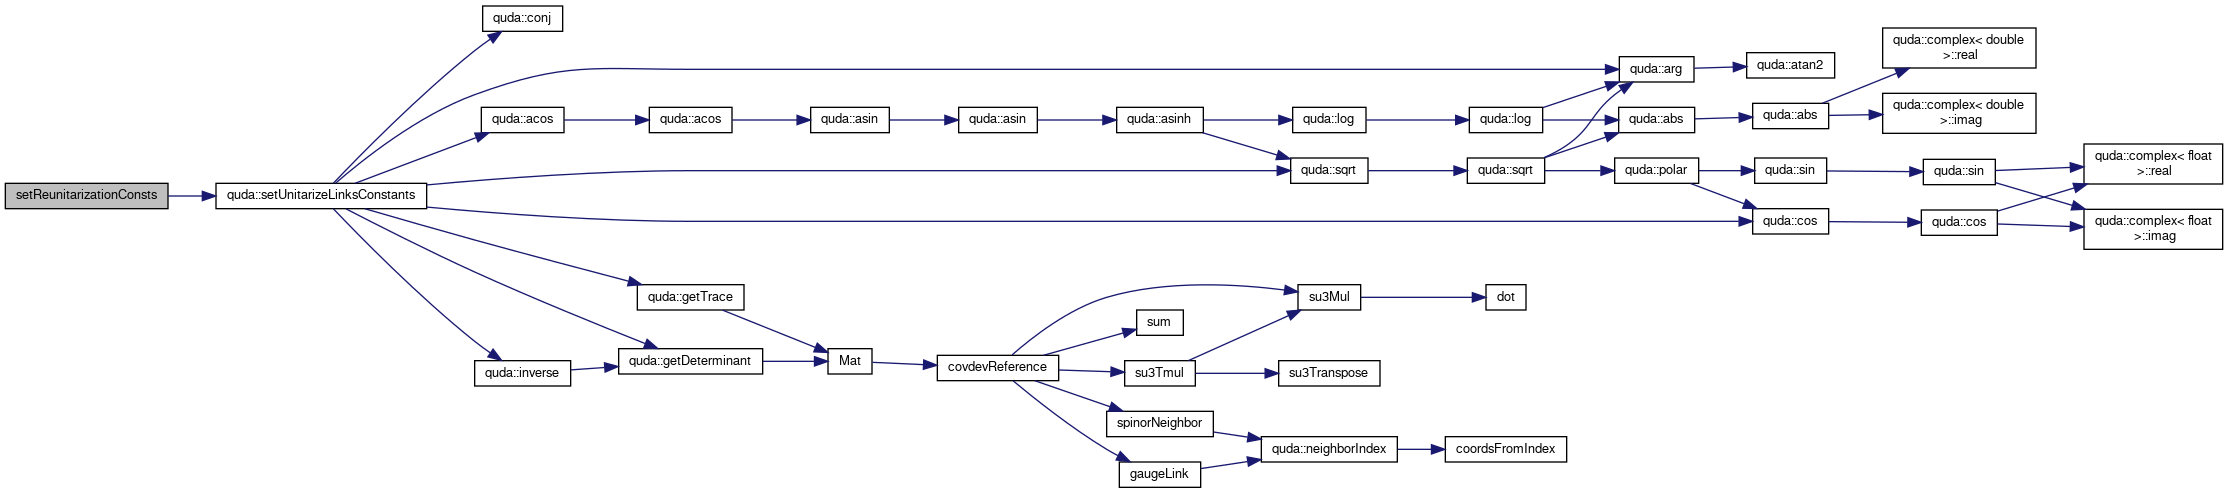 setReunitarizationConsts
quda::setUnitarizeLinksConstants
quda::conj
quda::acos
quda::acos
quda::asin
quda::asin
quda::asinh
quda::log
quda::log
quda::arg
quda::atan2
quda::abs
quda::abs
quda::complex< double
>::real
quda::complex< double
>::imag
quda::sqrt
quda::sqrt
quda::polar
quda::sin
quda::sin
quda::cos
quda::cos
quda::complex< float
>::real
quda::complex< float
>::imag
quda::getTrace
quda::getDeterminant
quda::inverse
Mat
covdevReference
su3Mul
dot
sum
su3Tmul
su3Transpose
spinorNeighbor
gaugeLink
quda::neighborIndex
coordsFromIndex